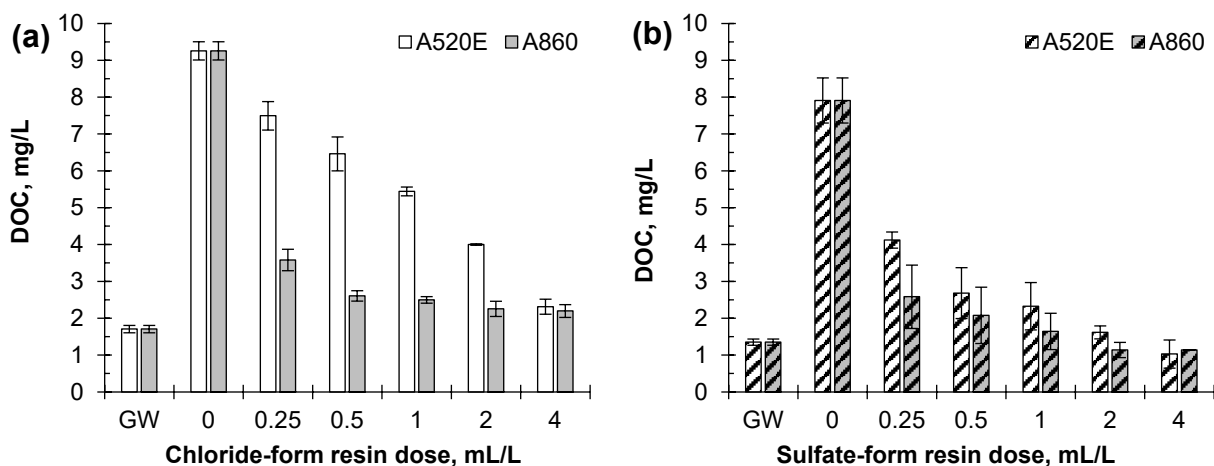 (a)
A520E A860
10
9
8
7
6
5
4
3
2
1
0
DOC, mg/L
GW 0 0.25 0.5 1 2 4
Chloride-form resin dose, mL/L
(b)
A520E A860
10
9
8
7
6
5
4
3
2
1
0
DOC, mg/L
GW 0 0.25 0.5 1 2 4
Sulfate-form resin dose, mL/L